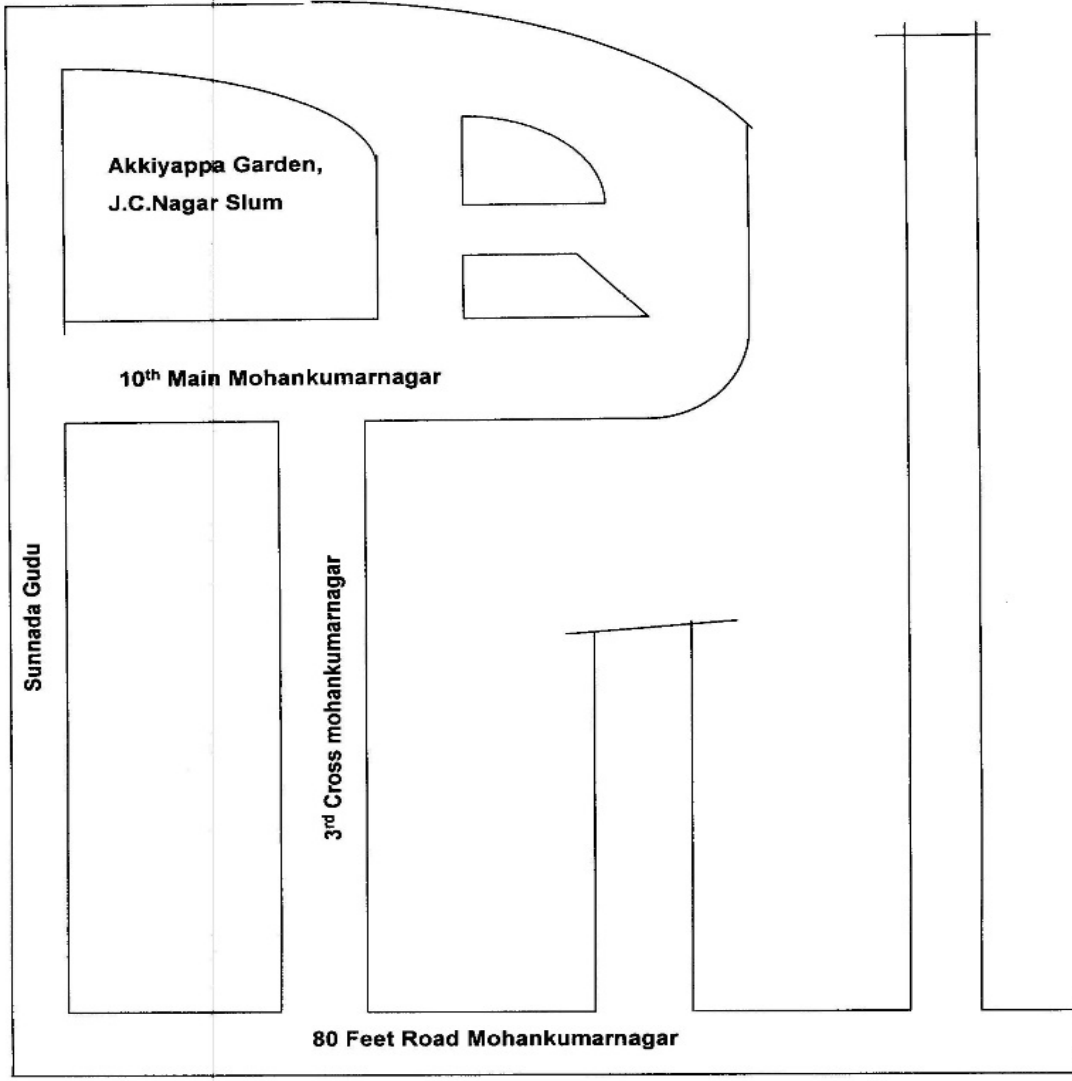 Akkiyappa Garden,
J.C.Nagar Slum
10th Main Mohankumarnagar
Sunnada Gudu
3rd Cross mohankumarnagar
80 Feet Road Mohankumarnagar